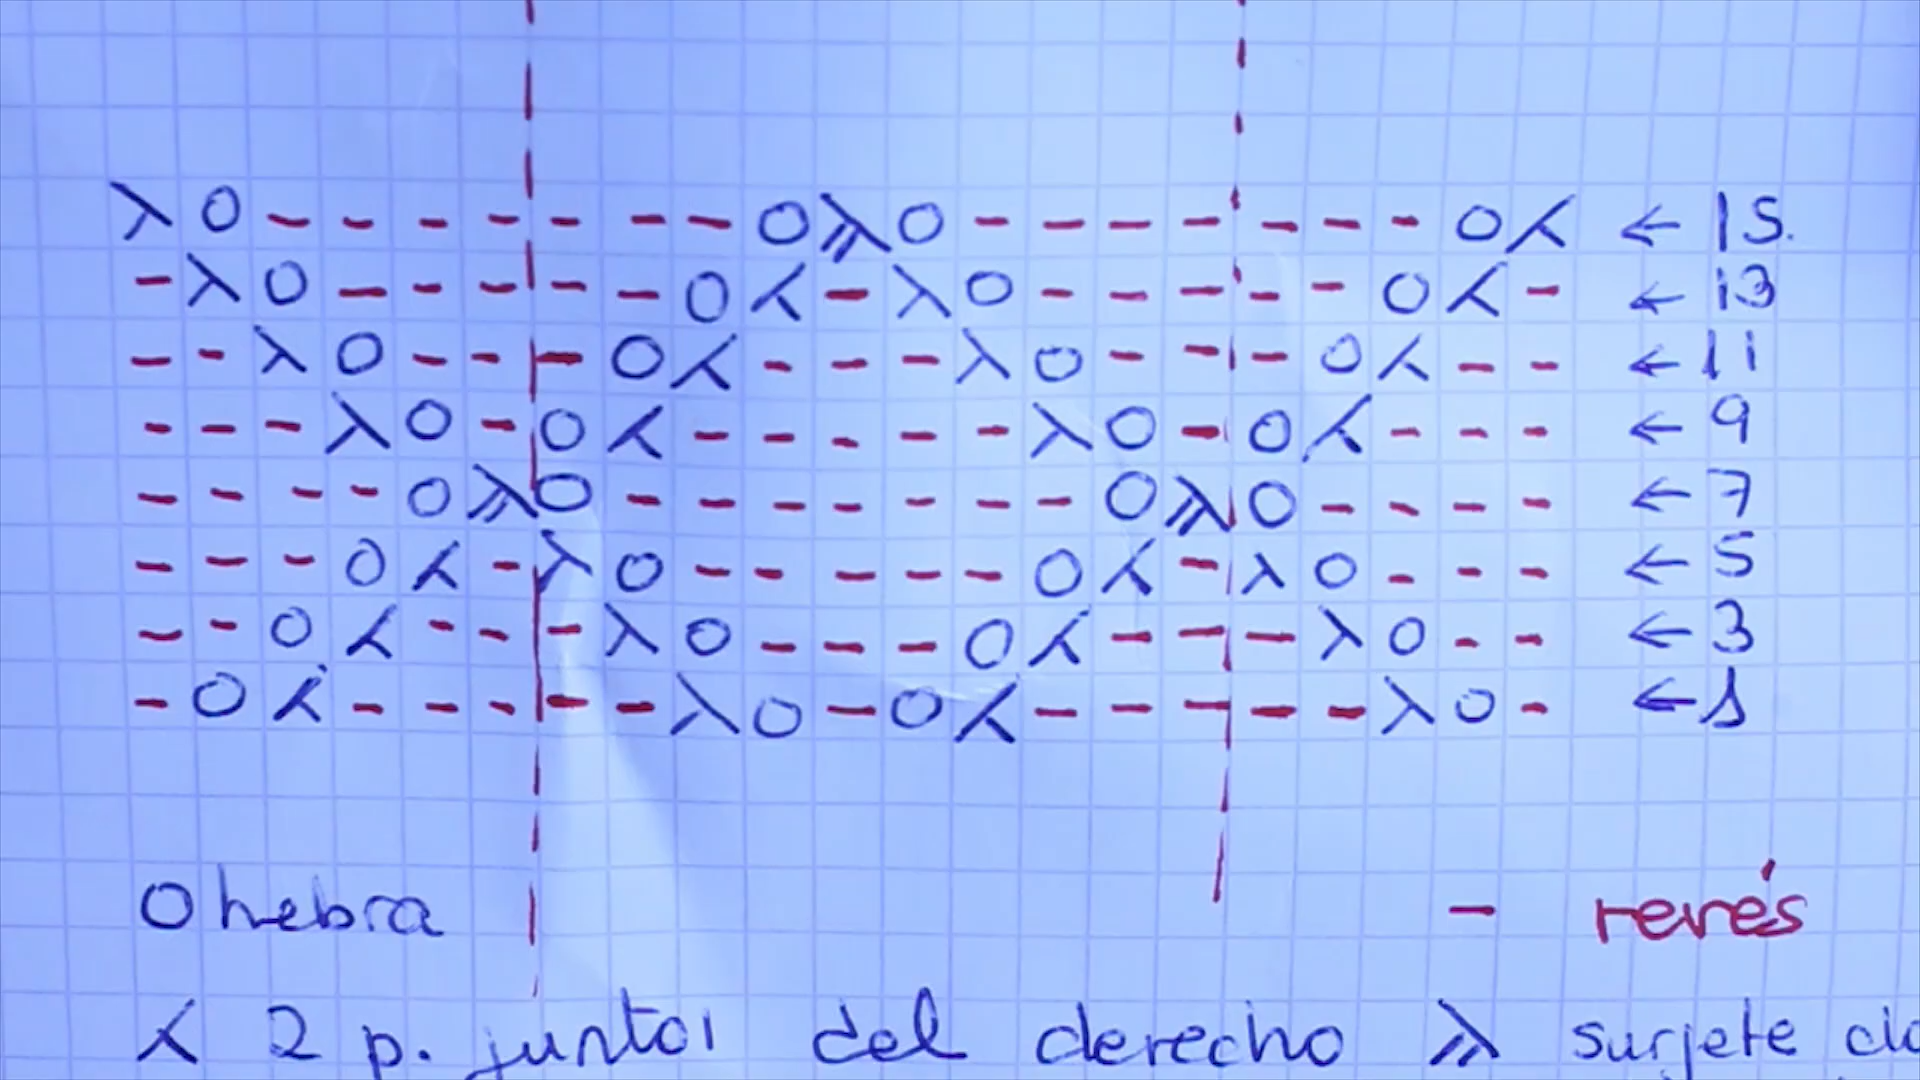 λ O - - - - - - - O ⩓ O - - - - - - - O ⅄ ← 15.
- λ O - - - - - O ⅄ - λ O - - - - - O ⅄ - ← 13
- - λ O - - - O ⅄ - - - λ O - - - O ⅄ - - ← 11
- - - λ O - O ⅄ - - - - - λ O - O ⅄ - - - ← 9
- - - - O ⩓ O - - - - - - - O ⩓ O - - - - ← 7
- - - O ⅄ - λ O - - - - - O ⅄ - λ O - - - ← 5
- - O ⅄ - - - λ O - - - O ⅄ - - - λ O - - ← 3
- O ⅄ - - - - - λ O - O ⅄ - - - - - λ O - ← 1
O hebra - revés
⅄ 2 p. juntos del derecho ⩓ surjete